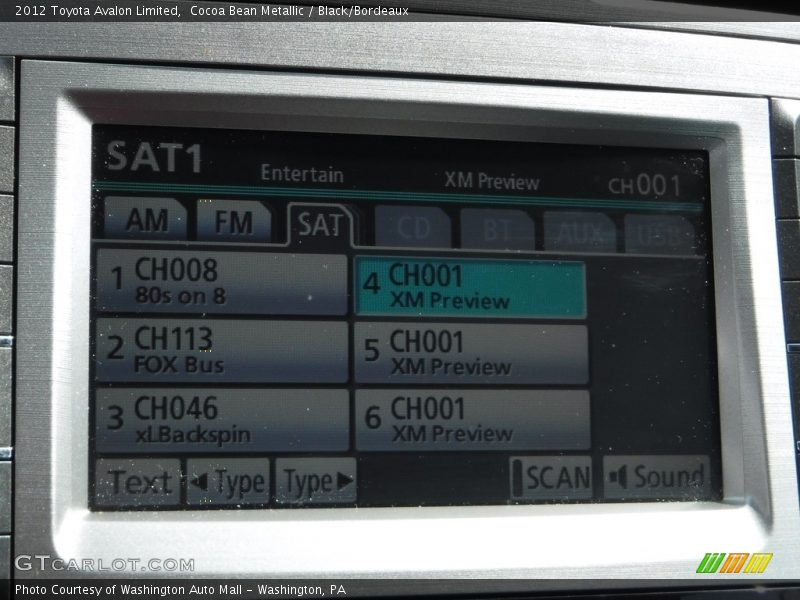 2012 Toyota Avalon Limited,  Cocoa Bean Metallic / Black/Bordeaux
SAT1 Entertain XM Preview CH001
AM FM SAT CD BT AUX USB
1 CH008 80s on 8
4 CH001 XM Preview
2 CH113 FOX Bus
5 CH001 XM Preview
3 CH046 xLBackspin
6 CH001 XM Preview
Text ◄Type Type► SCAN Sound
GTCARLOT.COM
Photo Courtesy of Washington Auto Mall – Washington, PA